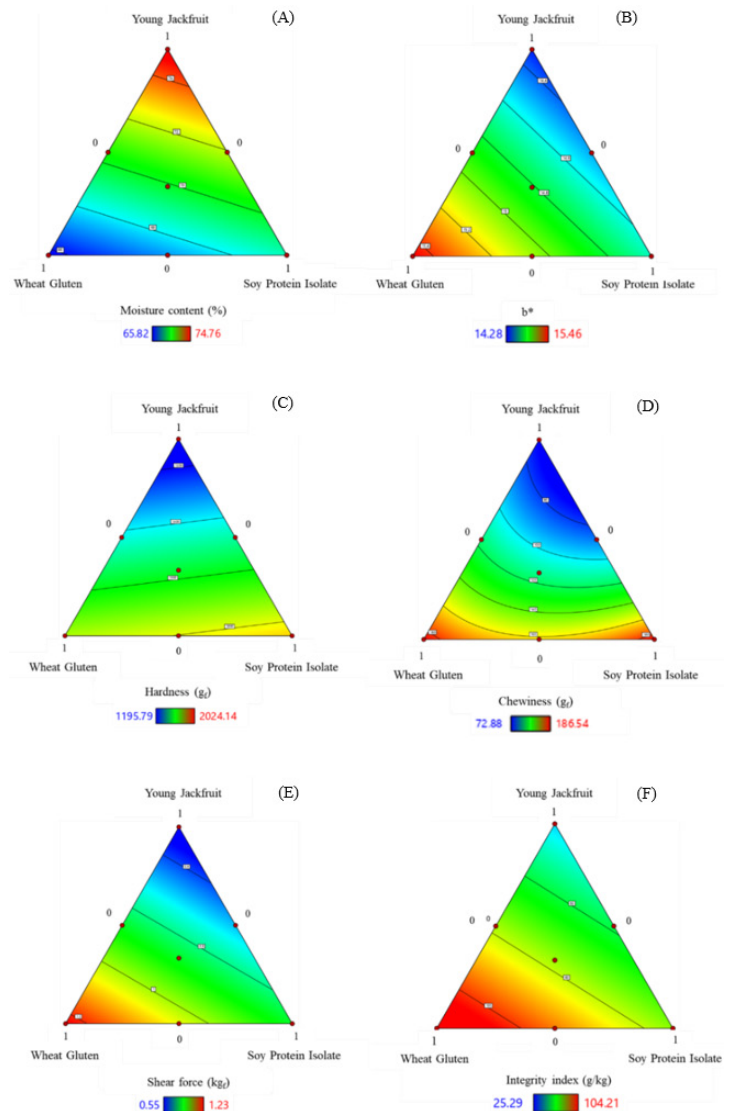 (A)
Young Jackfruit
1
0 0
1 0 1
Wheat Gluten Soy Protein Isolate
Moisture content (%)
65.82 74.76
(B)
Young Jackfruit
1
0 0
1 0 1
Wheat Gluten Soy Protein Isolate
b*
14.28 15.46
(C)
Young Jackfruit
1
0 0
1 0 1
Wheat Gluten Soy Protein Isolate
Hardness (gf)
1195.79 2024.14
(D)
Young Jackfruit
1
0 0
1 0 1
Wheat Gluten Soy Protein Isolate
Chewiness (gf)
72.88 186.54
(E)
Young Jackfruit
1
0 0
1 0 1
Wheat Gluten Soy Protein Isolate
Shear force (kgf)
0.55 1.23
(F)
Young Jackfruit
1
0 0 0
1 0 1
Wheat Gluten Soy Protein Isolate
Integrity index (g/kg)
25.29 104.21